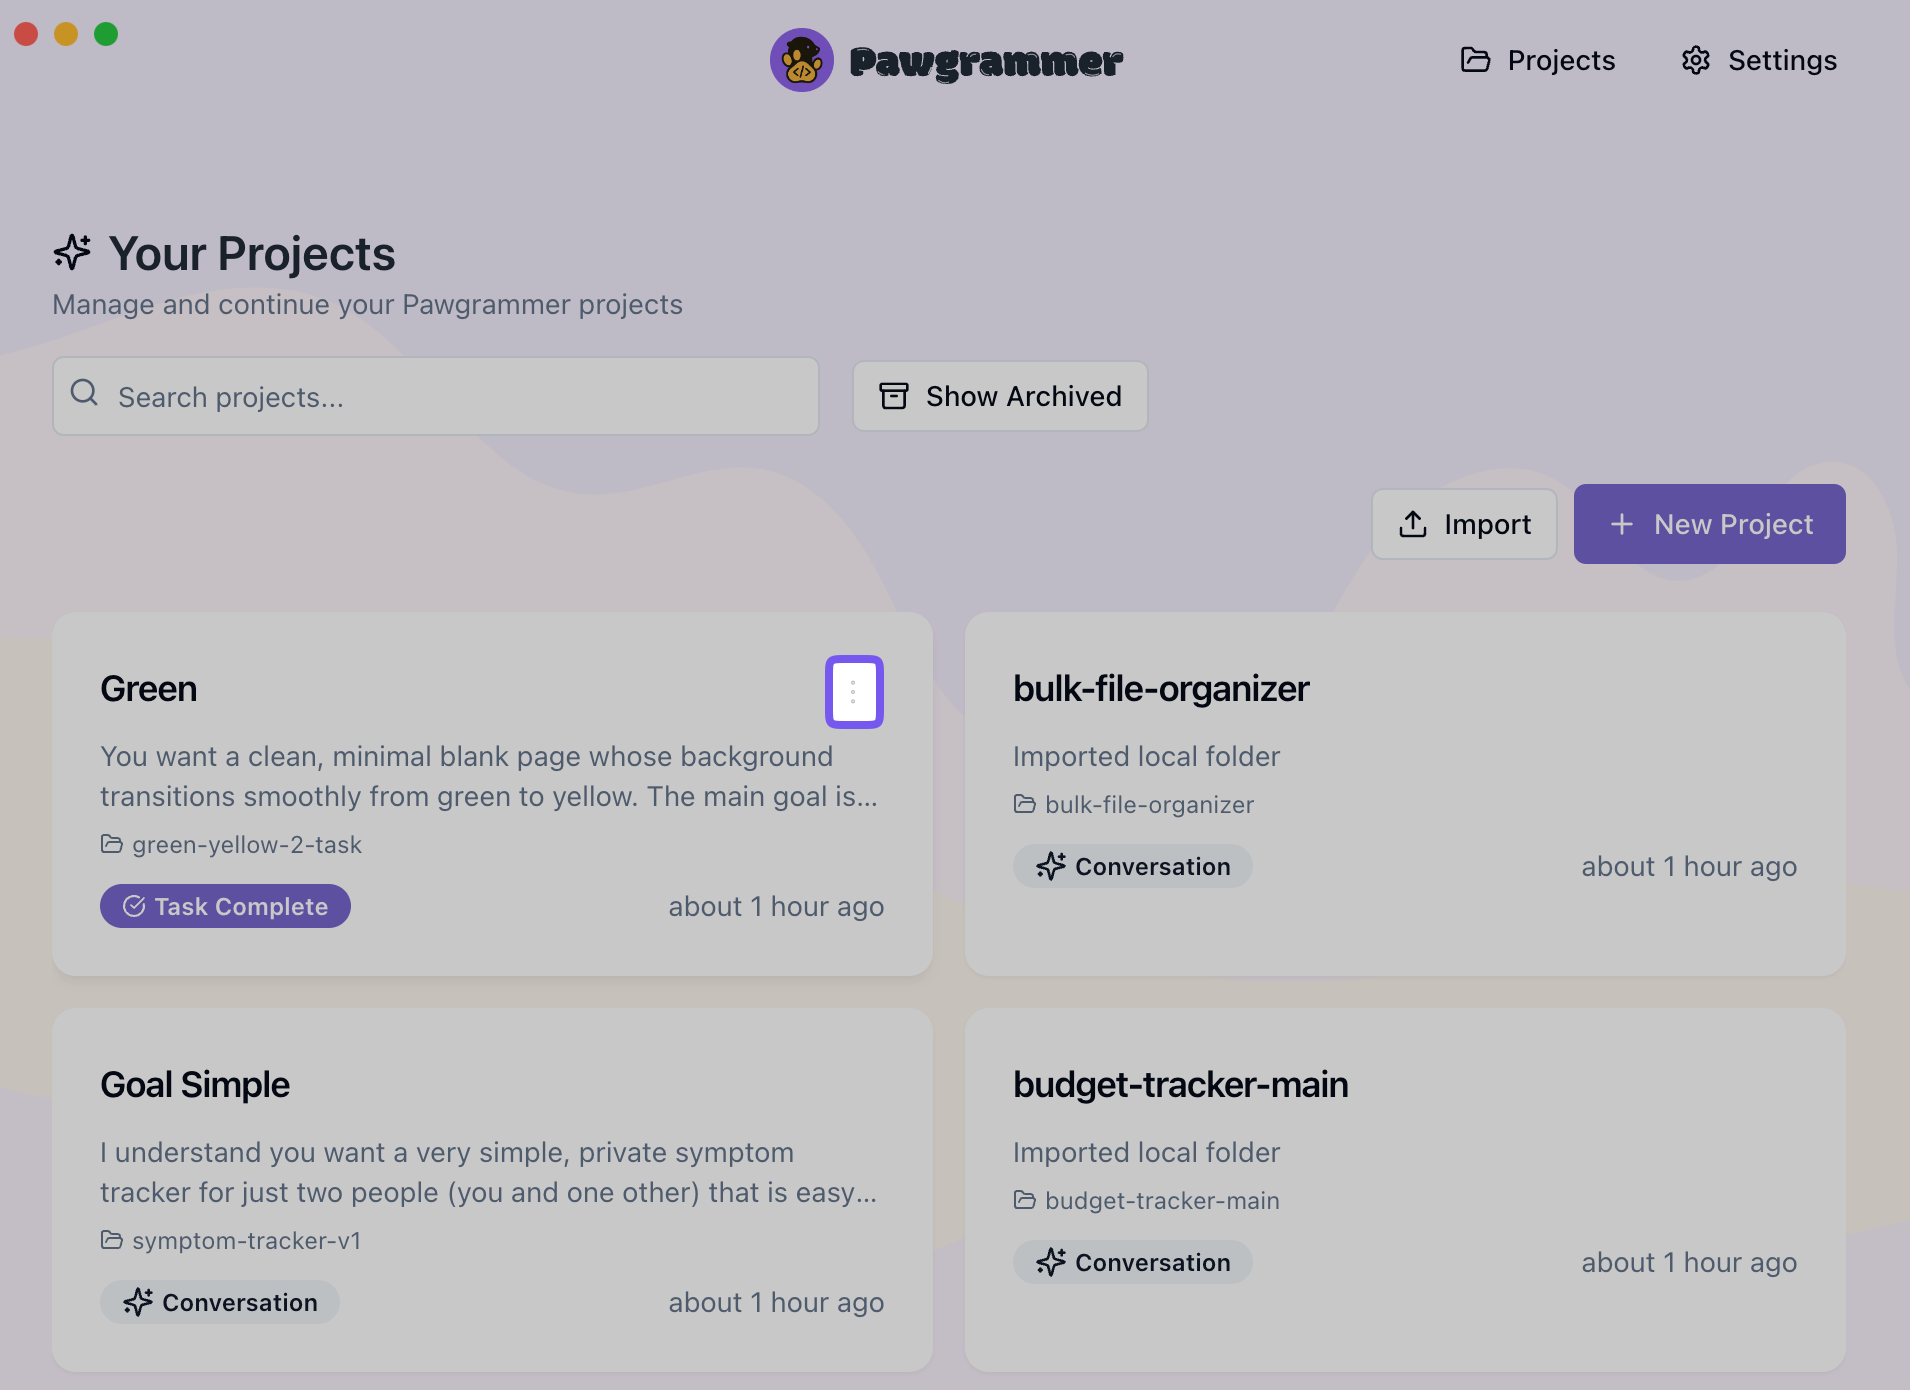 Pawgrammer
Projects
Settings
Your Projects
Manage and continue your Pawgrammer projects
Search projects...
Show Archived
Import
New Project
Green
You want a clean, minimal blank page whose background
transitions smoothly from green to yellow. The main goal is...
green-yellow-2-task
Task Complete
about 1 hour ago
bulk-file-organizer
Imported local folder
bulk-file-organizer
Conversation
about 1 hour ago
Goal Simple
I understand you want a very simple, private symptom
tracker for just two people (you and one other) that is easy...
symptom-tracker-v1
Conversation
about 1 hour ago
budget-tracker-main
Imported local folder
budget-tracker-main
Conversation
about 1 hour ago